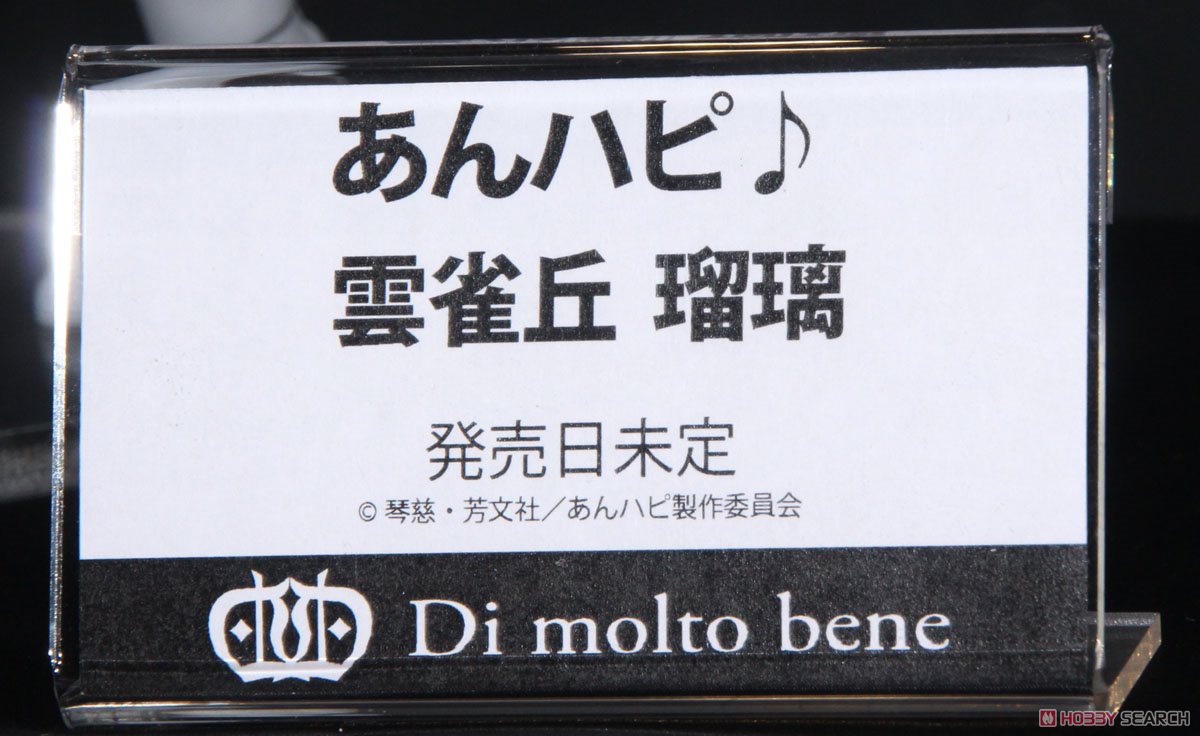 あんハピ♪
雲雀丘 瑠璃
発売日未定
© 琴慈・芳文社／あんハピ製作委員会
Di molto bene
HOBBY SEARCH